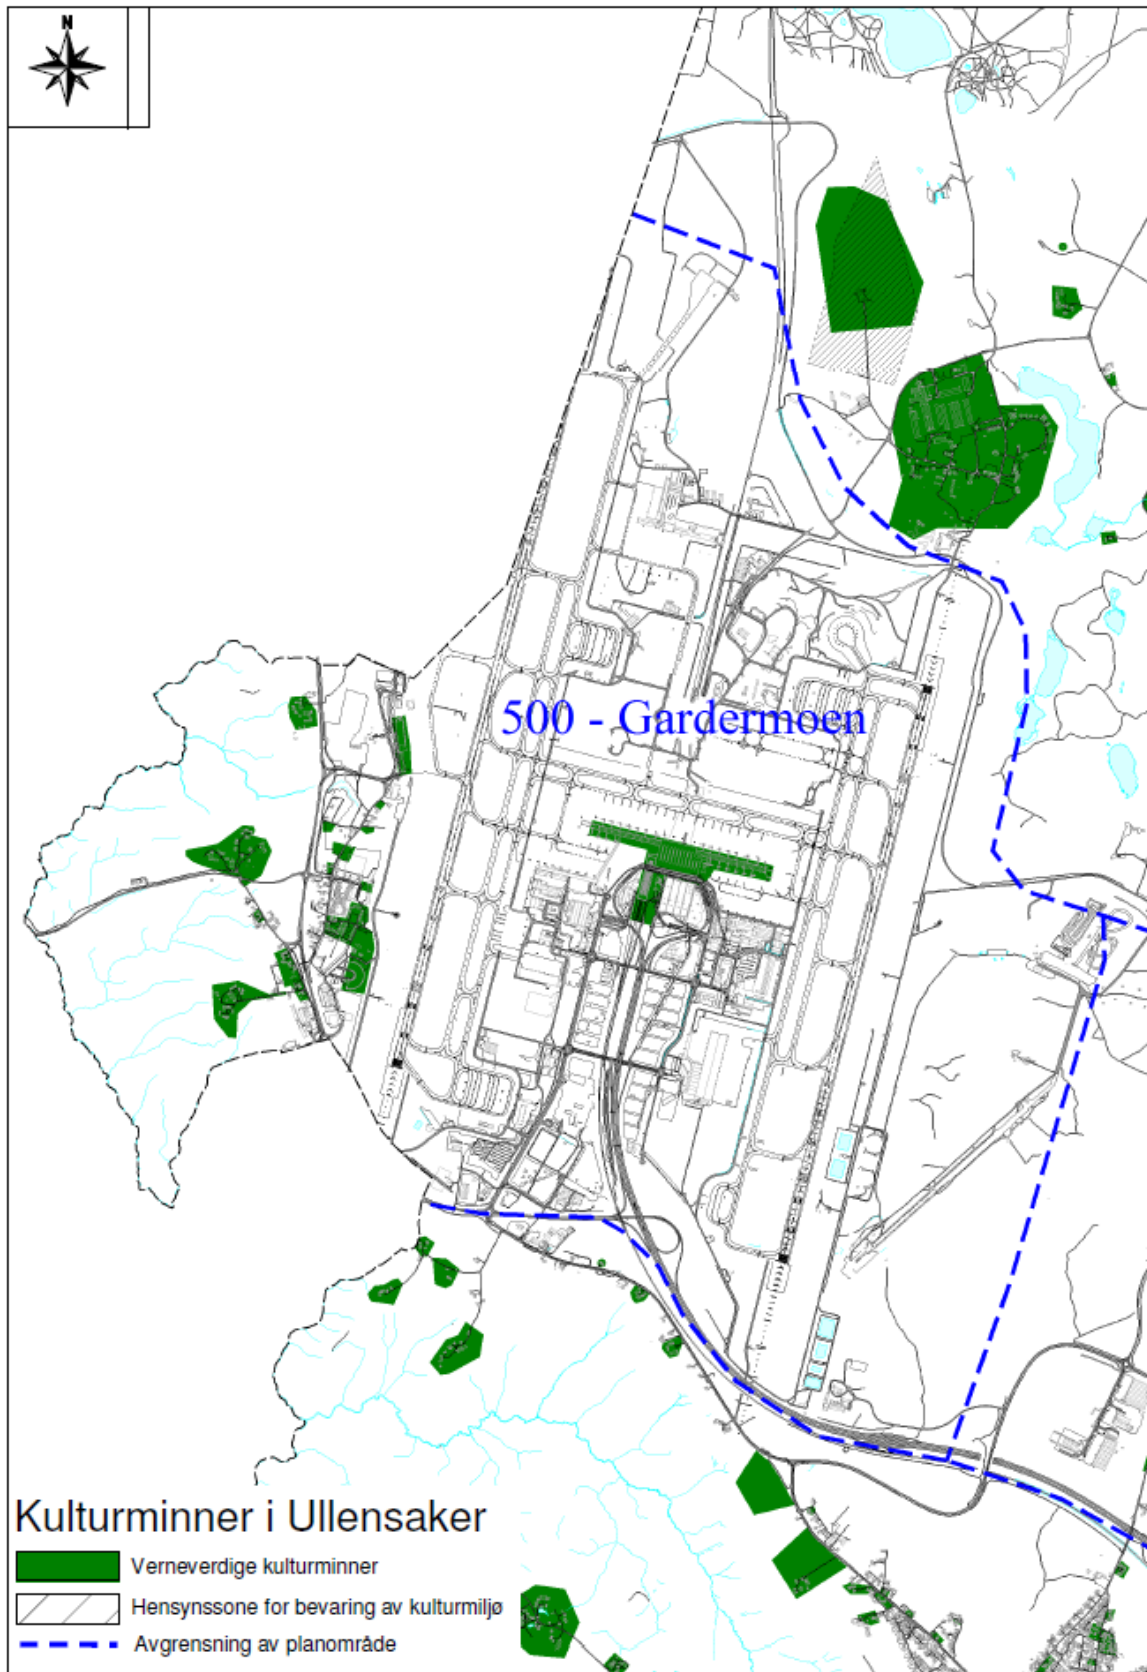 N
500 - Gardermoen
Kulturminner i Ullensaker
Verneverdige kulturminner
Hensynssone for bevaring av kulturmiljø
Avgrensning av planområde